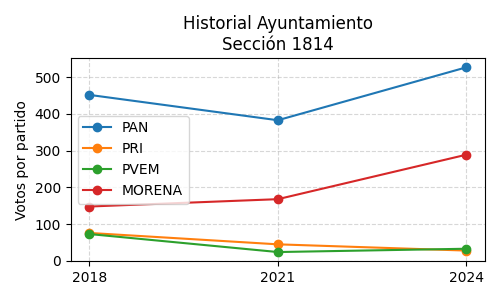 Historial Ayuntamiento
Sección 1814
Votos por partido
500
400
300
200
100
0
PAN
PRI
PVEM
MORENA
2018
2021
2024